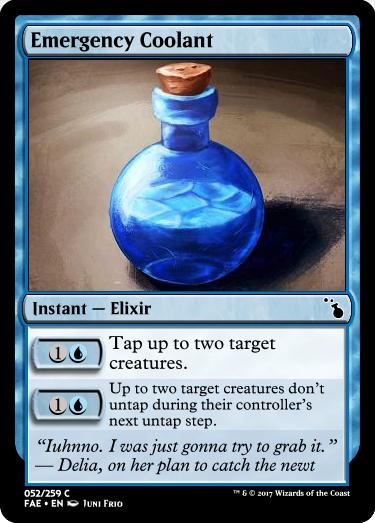 Emergency Coolant
Instant — Elixir
1 Tap up to two target
creatures.
1 Up to two target creatures don't
untap during their controller's
next untap step.
“Iuhnno. I was just gonna try to grab it.”
— Delia, on her plan to catch the newt
052/259 C
FAE • EN Juni Frio
™ & © 2017 Wizards of the Coast